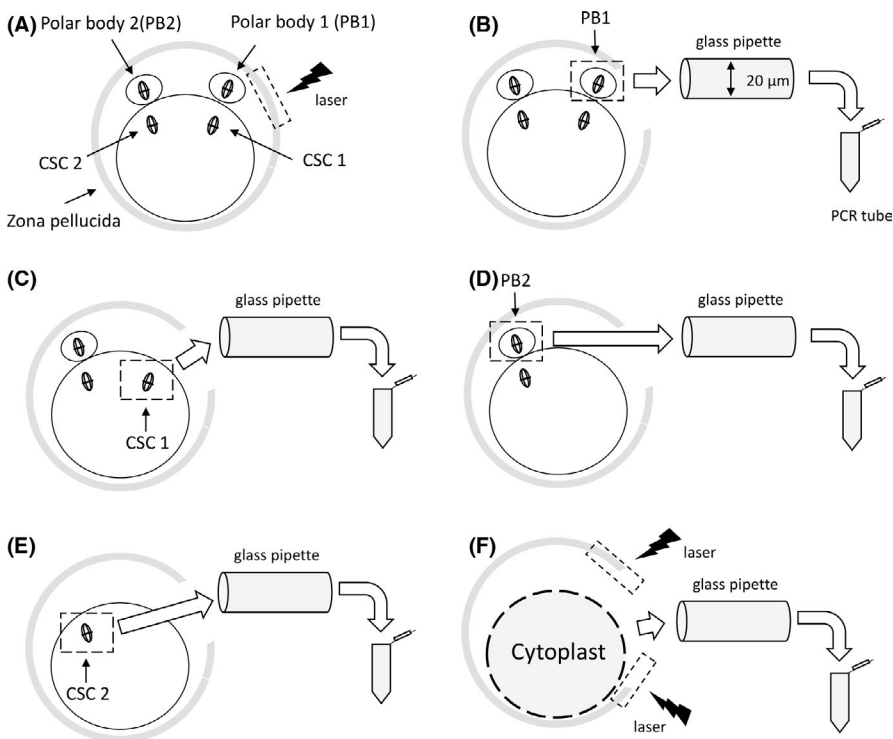 (A)
Polar body 2(PB2)
Polar body 1 (PB1)
laser
CSC 2
CSC 1
Zona pellucida
(B)
PB1
glass pipette
20 μm
PCR tube
(C)
glass pipette
CSC 1
(D)
PB2
glass pipette
(E)
glass pipette
CSC 2
(F)
laser
glass pipette
Cytoplast
laser